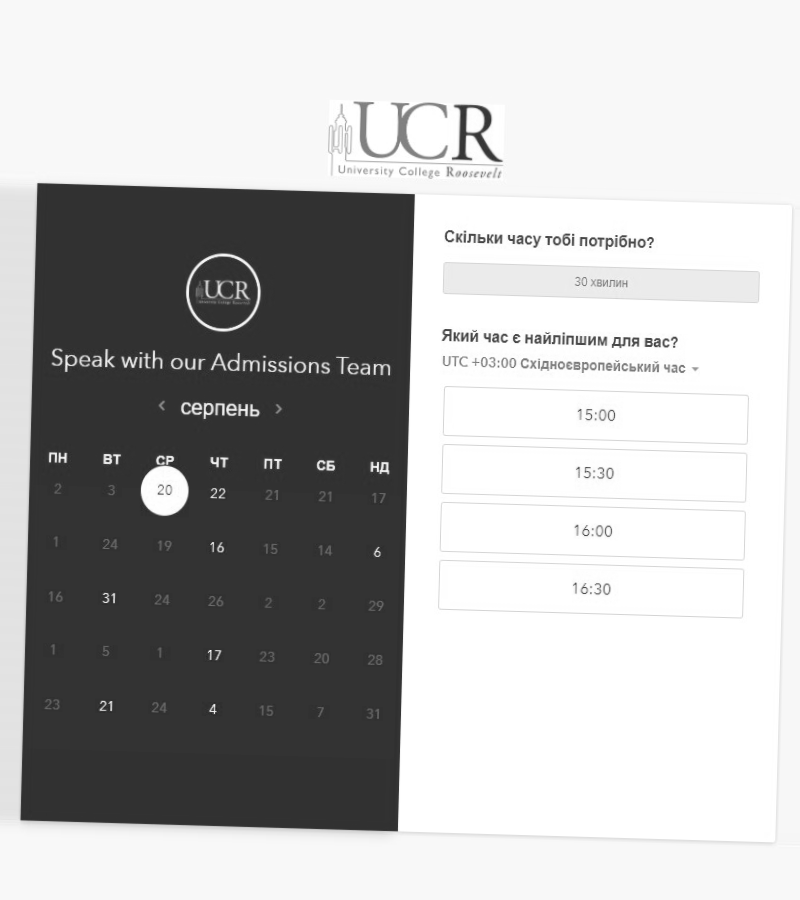 UCR
University College Roosevelt
UCR
University College Roosevelt
Speak with our Admissions Team
серпень
ПН ВТ СР ЧТ ПТ СБ НД
2 3 20 22 21 21 17
1 24 19 16 15 14 6
16 31 24 26 2 2 29
1 5 1 17 23 20 28
23 21 24 4 15 7 31
Скільки часу тобі потрібно?
30 хвилин
Який час є найліпшим для вас?
UTC +03:00 Східноєвропейський час
15:00
15:30
16:00
16:30